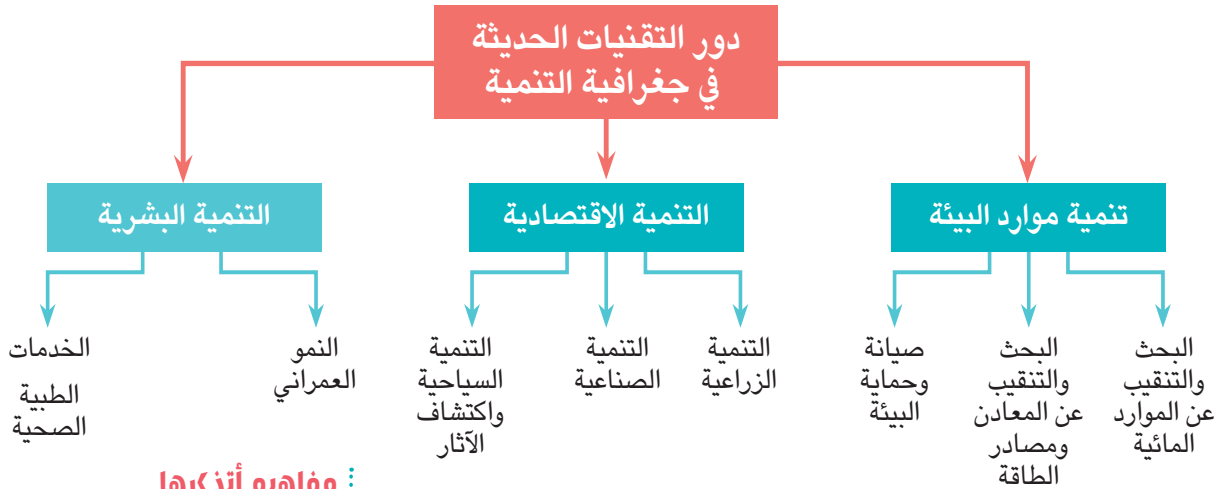 دور التقنيات الحديثة
في جغرافية التنمية
تنمية موارد البيئة
التنمية الاقتصادية
التنمية البشرية
البحث
والتنقيب
عن الموارد
المائية
البحث
والتنقيب
عن المعادن
ومصادر
الطاقة
صيانة
وحماية
البيئة
التنمية
الزراعية
التنمية
الصناعية
التنمية
السياحية
واكتشاف
الآثار
النمو
العمراني
الخدمات
الطبية
الصحية
مفاهيم أتذكرها